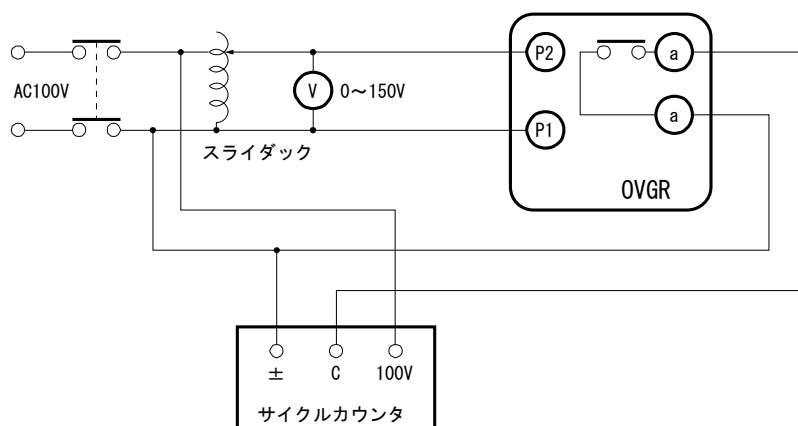 P2
a
AC100V
V
0～150V
a
P1
スライダック
OVGR
±
C
100V
サイクルカウンタ